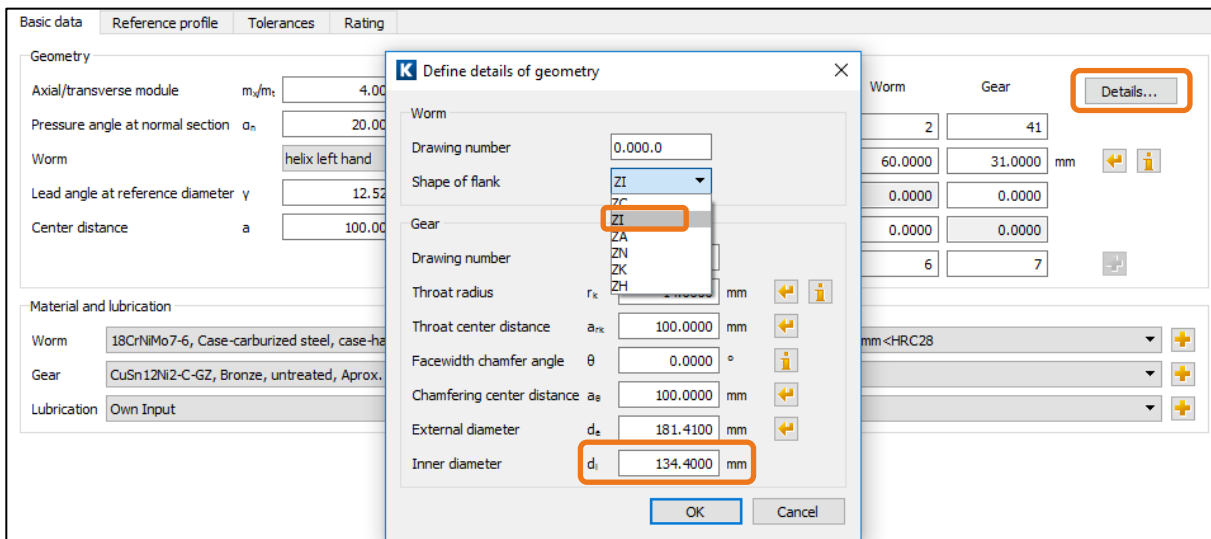 Basic data Reference profile Tolerances Rating
Geometry
Axial/transverse module mₓ/mₜ 4.00
Pressure angle at normal section αₙ 20.00
Worm helix left hand
Lead angle at reference diameter γ 12.52
Center distance a 100.00
K Define details of geometry
Worm
Drawing number 0.000.0
Shape of flank ZI
ZC
ZI
ZA
ZN
ZK
ZH
Gear
Drawing number
Throat radius rₖ mm
Throat center distance aᵣₖ 100.0000 mm
Facewidth chamfer angle θ 0.0000 °
Chamfering center distance aθ 100.0000 mm
External diameter dₑ 181.4100 mm
Inner diameter dᵢ 134.4000 mm
OK Cancel
Worm Gear Details...
2 41
60.0000 31.0000 mm
0.0000 0.0000
0.0000 0.0000
6 7
Material and lubrication
Worm 18CrNiMo7-6, Case-carburized steel, case-ha mm<HRC28
Gear CuSn12Ni2-C-GZ, Bronze, untreated, Aprox.
Lubrication Own Input